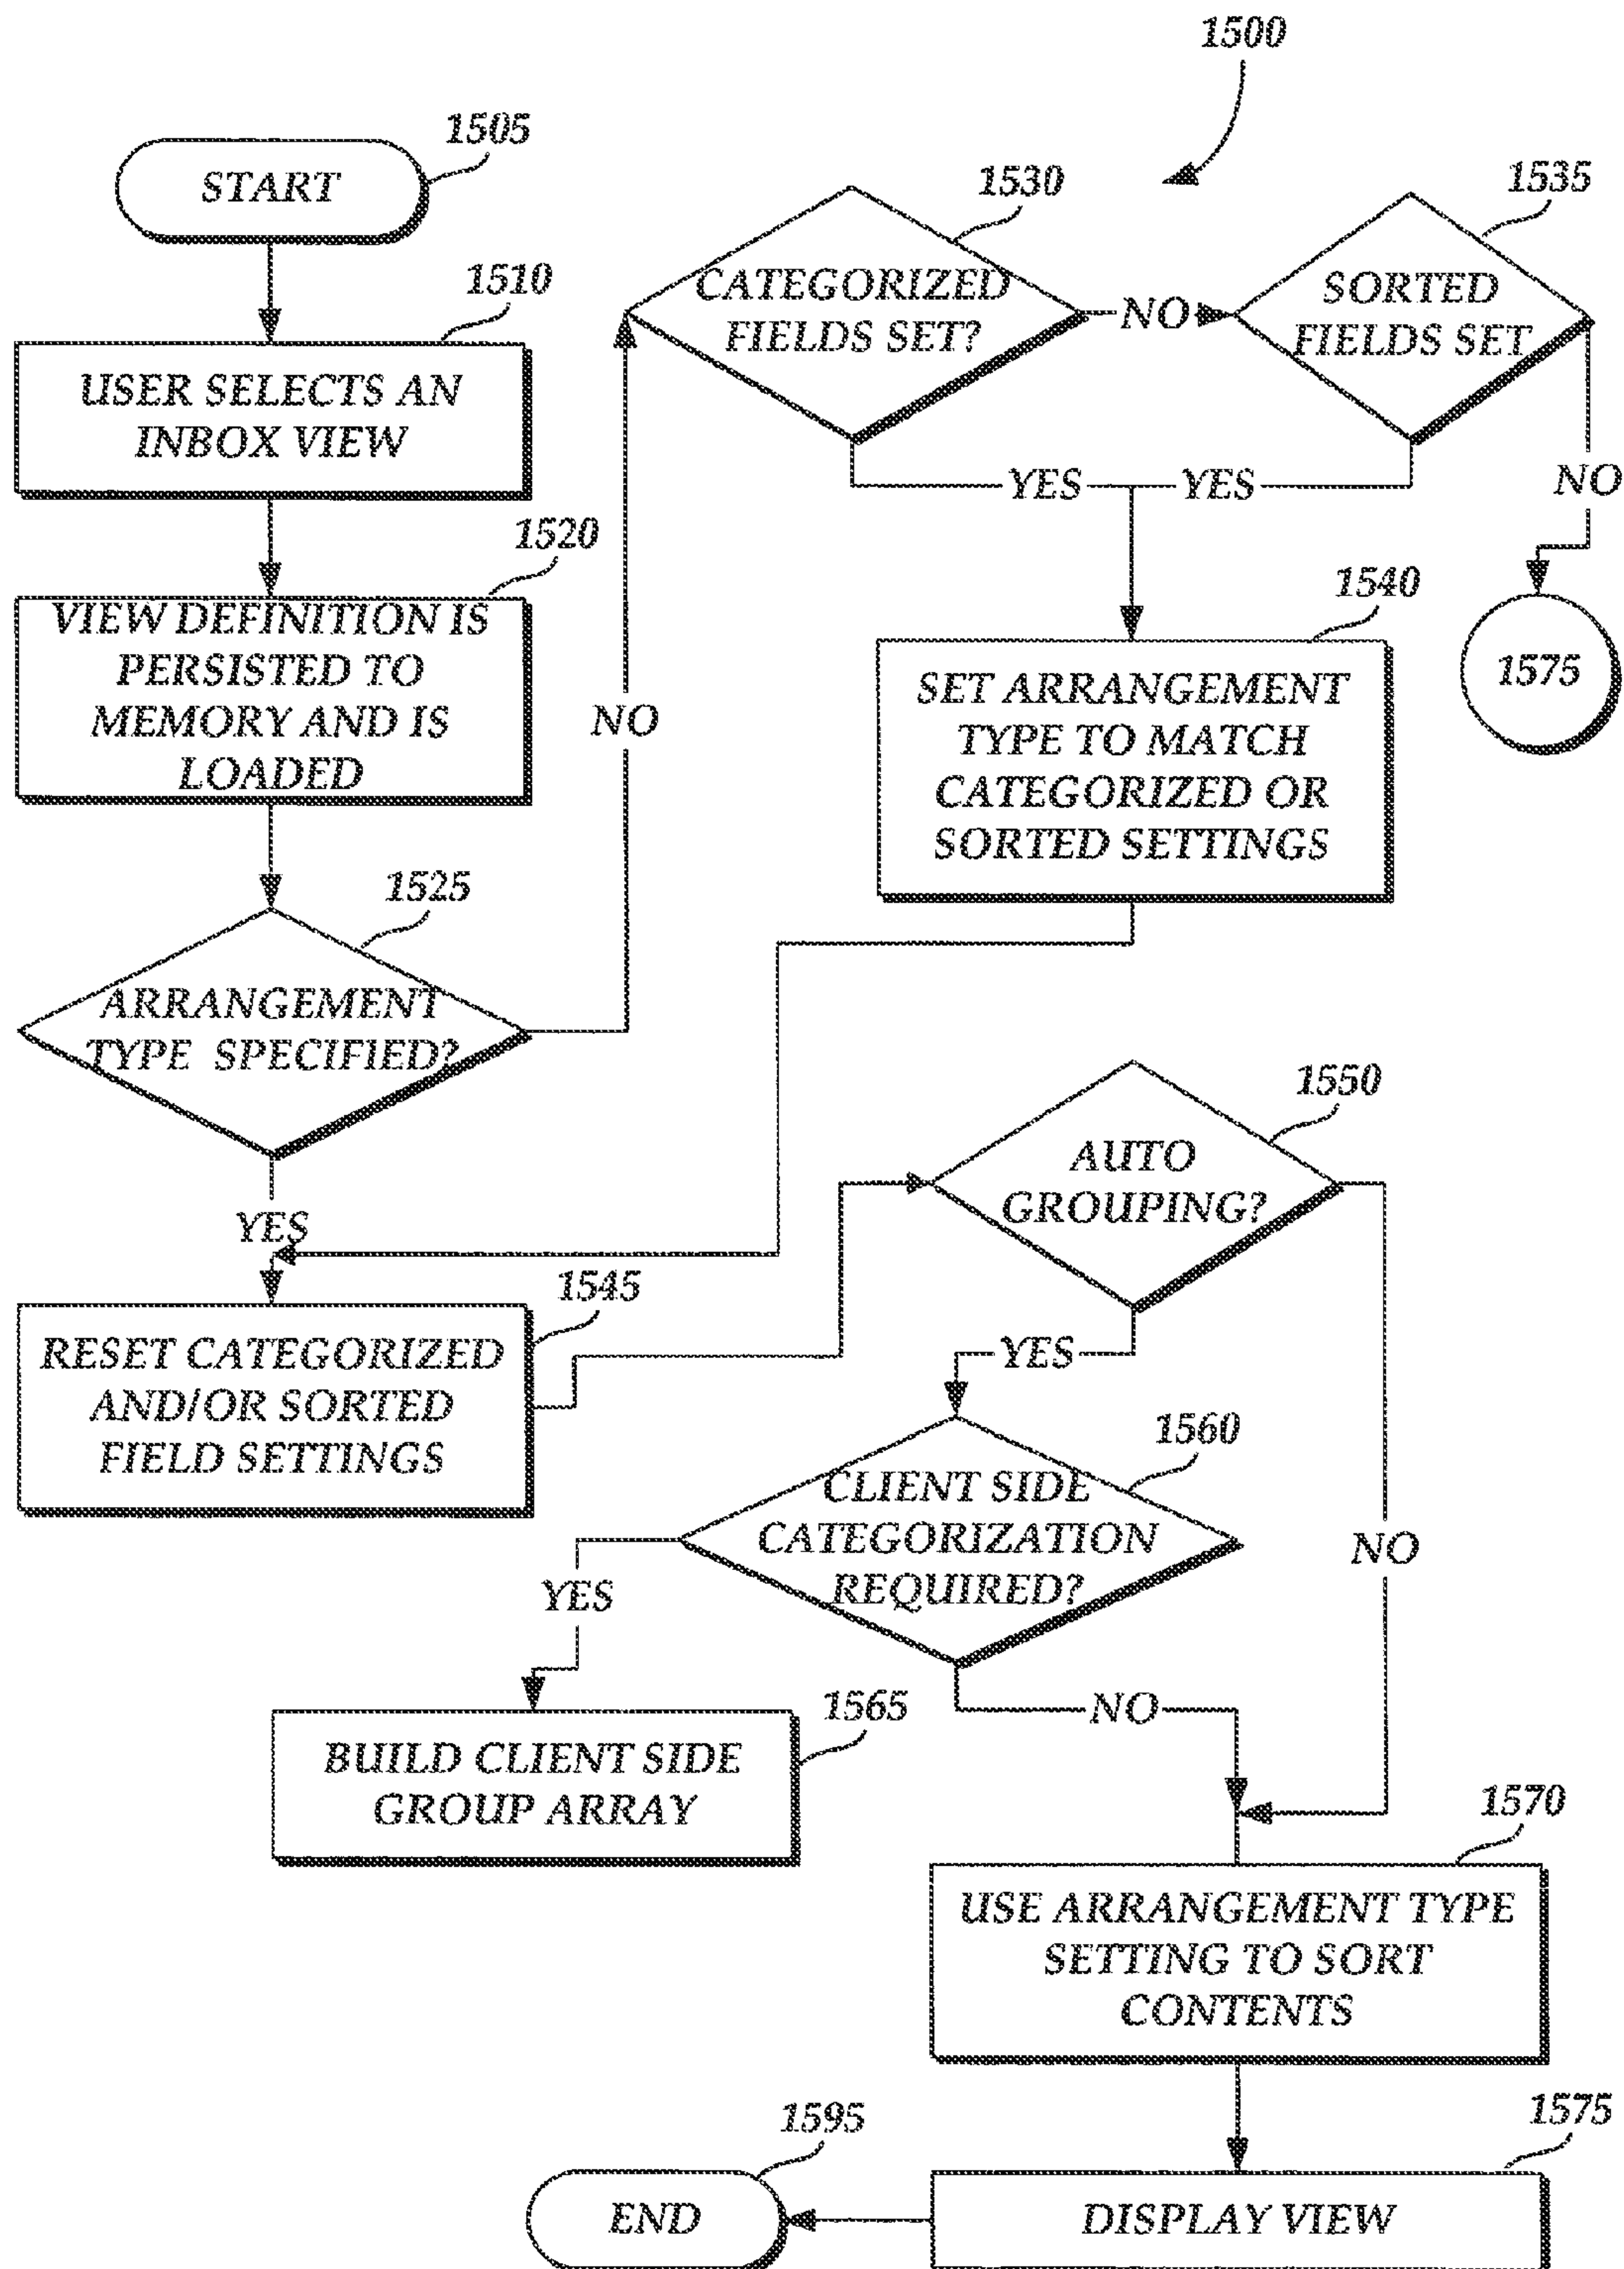 1500
1505
START
1510
USER SELECTS AN
INBOX VIEW
1520
VIEW DEFINITION IS
PERSISTED TO
MEMORY AND IS
LOADED
1525
ARRANGEMENT
TYPE SPECIFIED?
NO
YES
1530
CATEGORIZED
FIELDS SET?
NO
1535
SORTED
FIELDS SET
YES
YES
NO
1575
1540
SET ARRANGEMENT
TYPE TO MATCH
CATEGORIZED OR
SORTED SETTINGS
1545
RESET CATEGORIZED
AND/OR SORTED
FIELD SETTINGS
1550
AUTO
GROUPING?
YES
NO
1560
CLIENT SIDE
CATEGORIZATION
REQUIRED?
YES
NO
1565
BUILD CLIENT SIDE
GROUP ARRAY
1570
USE ARRANGEMENT TYPE
SETTING TO SORT
CONTENTS
1575
DISPLAY VIEW
1595
END